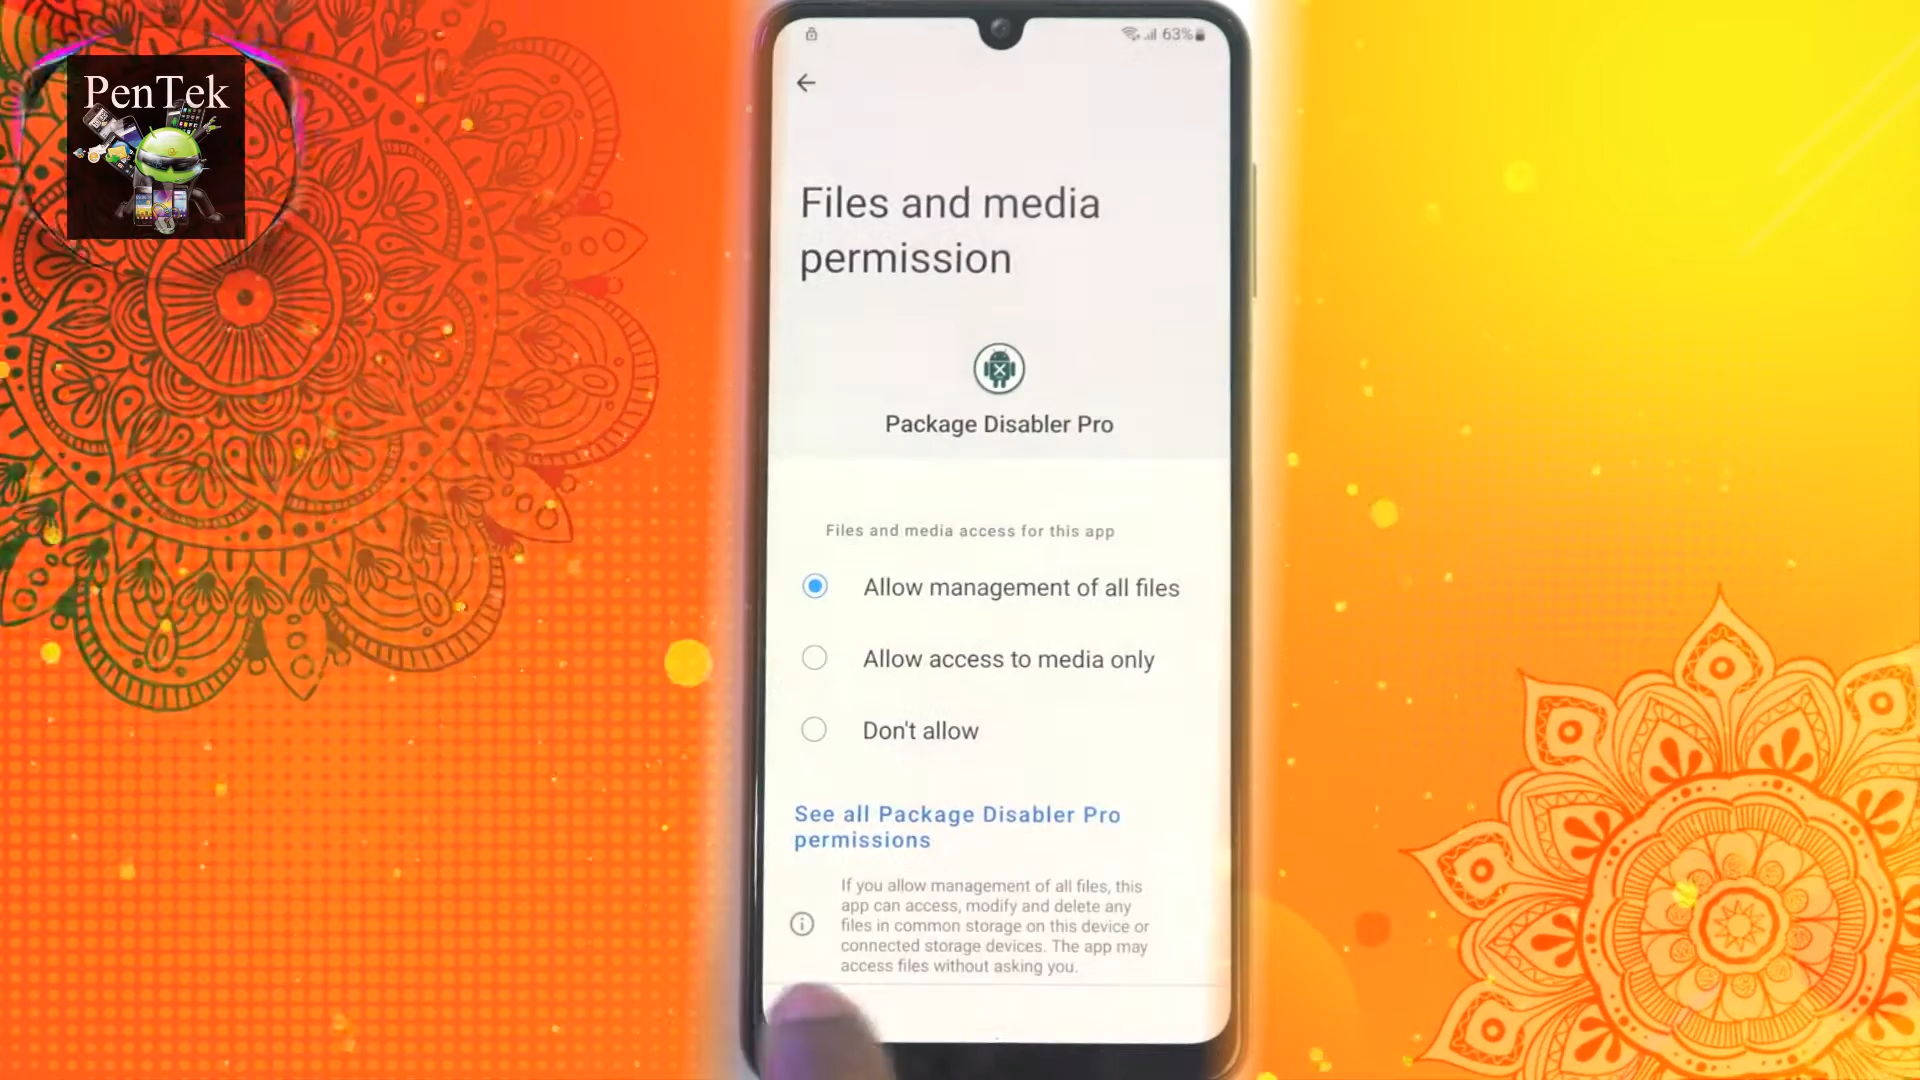 PenTek
63%
Files and media
permission
Package Disabler Pro
Files and media access for this app
Allow management of all files
Allow access to media only
Don't allow
See all Package Disabler Pro
permissions
If you allow management of all files, this
app can access, modify and delete any
files in common storage on this device or
connected storage devices. The app may
access files without asking you.